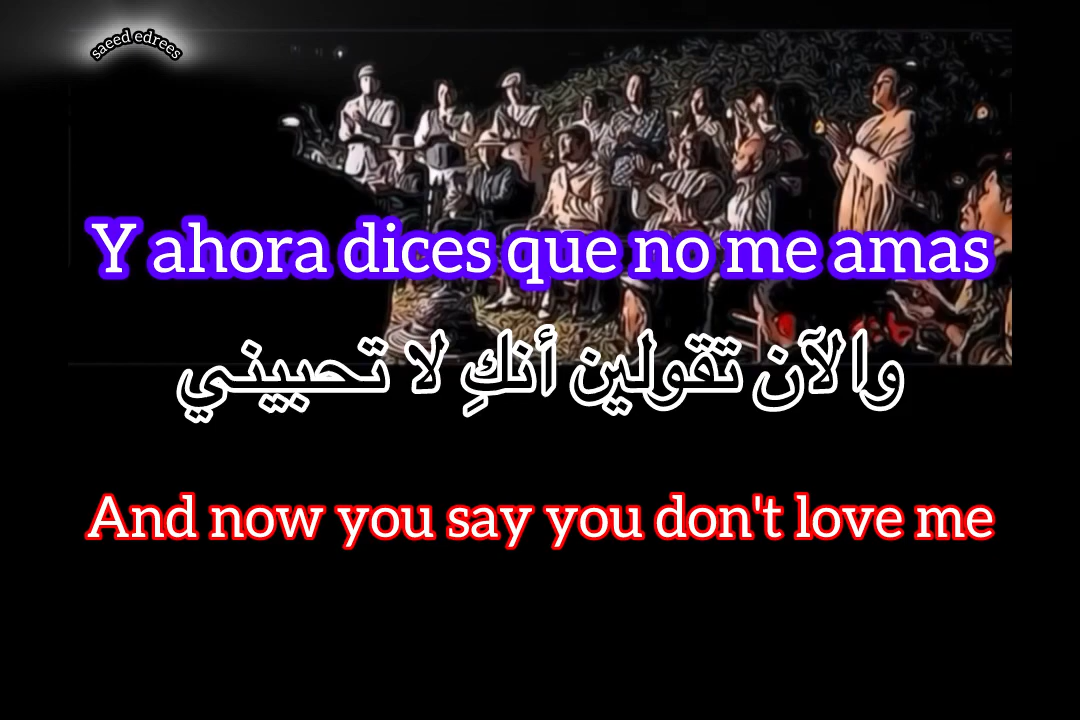 saeed edrees
Y ahora dices que no me amas
والآن تقولين أنكِ لا تحبيني
And now you say you don't love me